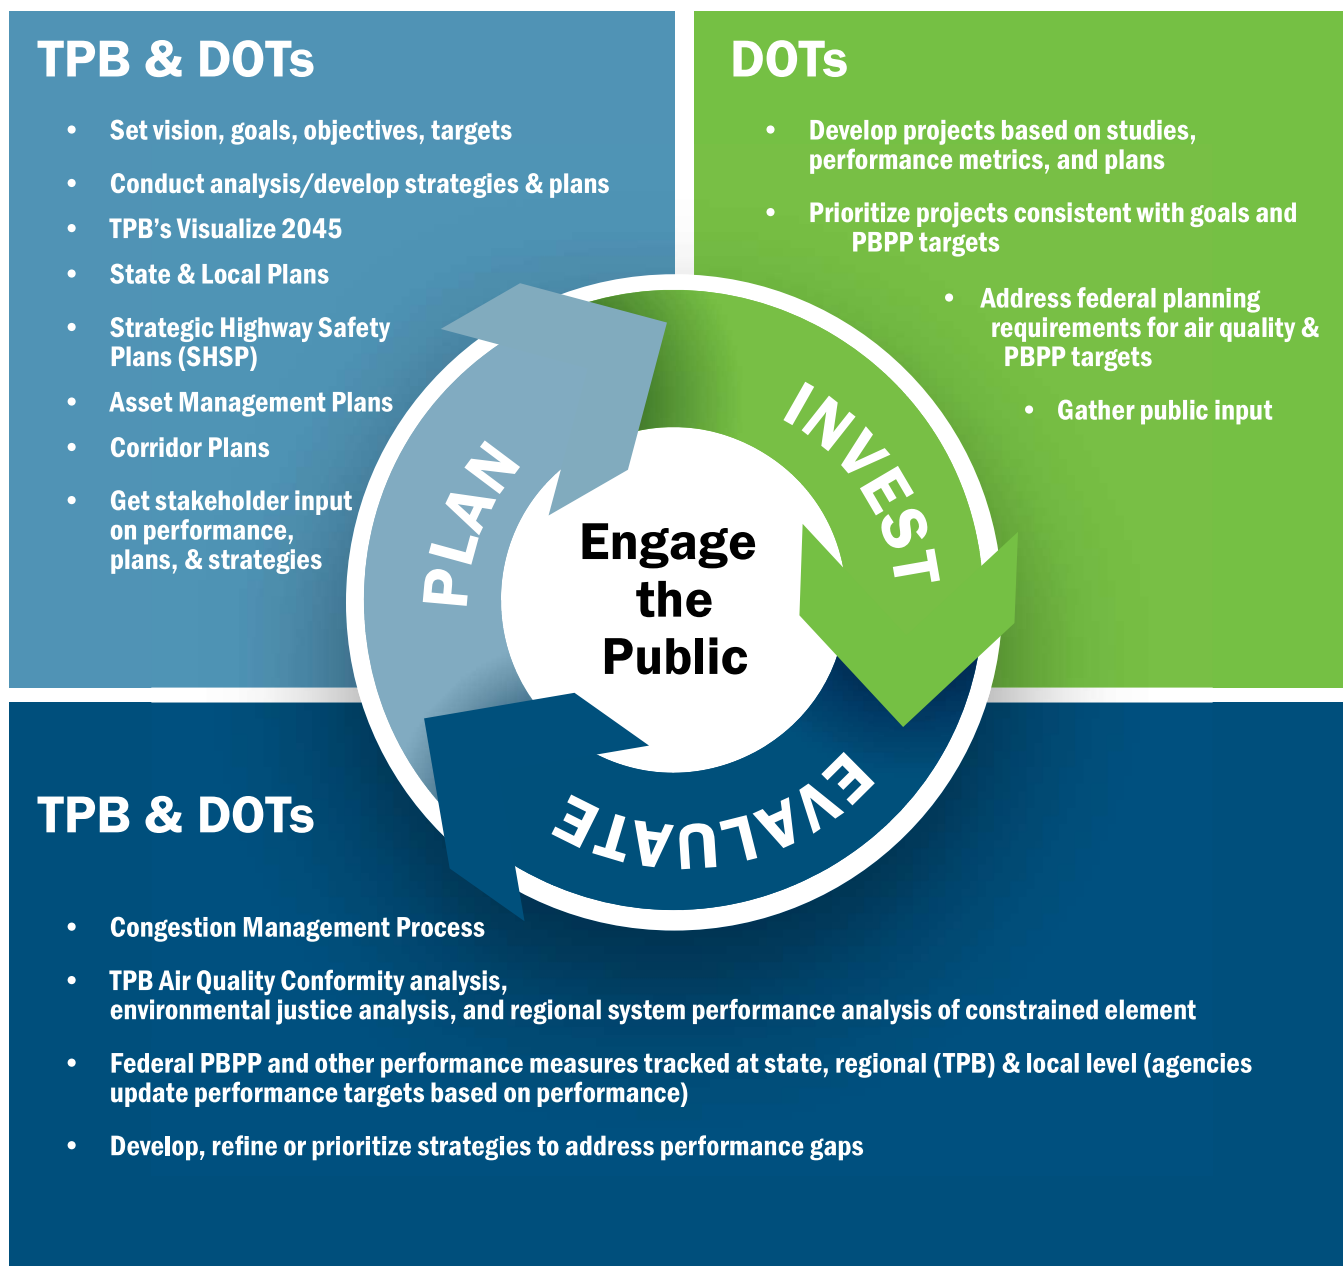 TPB & DOTs
• Set vision, goals, objectives, targets
• Conduct analysis/develop strategies & plans
• TPB’s Visualize 2045
• State & Local Plans
• Strategic Highway Safety
Plans (SHSP)
• Asset Management Plans
• Corridor Plans
• Get stakeholder input
on performance,
plans, & strategies
DOTs
• Develop projects based on studies,
performance metrics, and plans
• Prioritize projects consistent with goals and
PBPP targets
• Address federal planning
requirements for air quality &
PBPP targets
• Gather public input
PLAN
INVEST
EVALUATE
Engage
the
Public
TPB & DOTs
• Congestion Management Process
• TPB Air Quality Conformity analysis,
environmental justice analysis, and regional system performance analysis of constrained element
• Federal PBPP and other performance measures tracked at state, regional (TPB) & local level (agencies
update performance targets based on performance)
• Develop, refine or prioritize strategies to address performance gaps